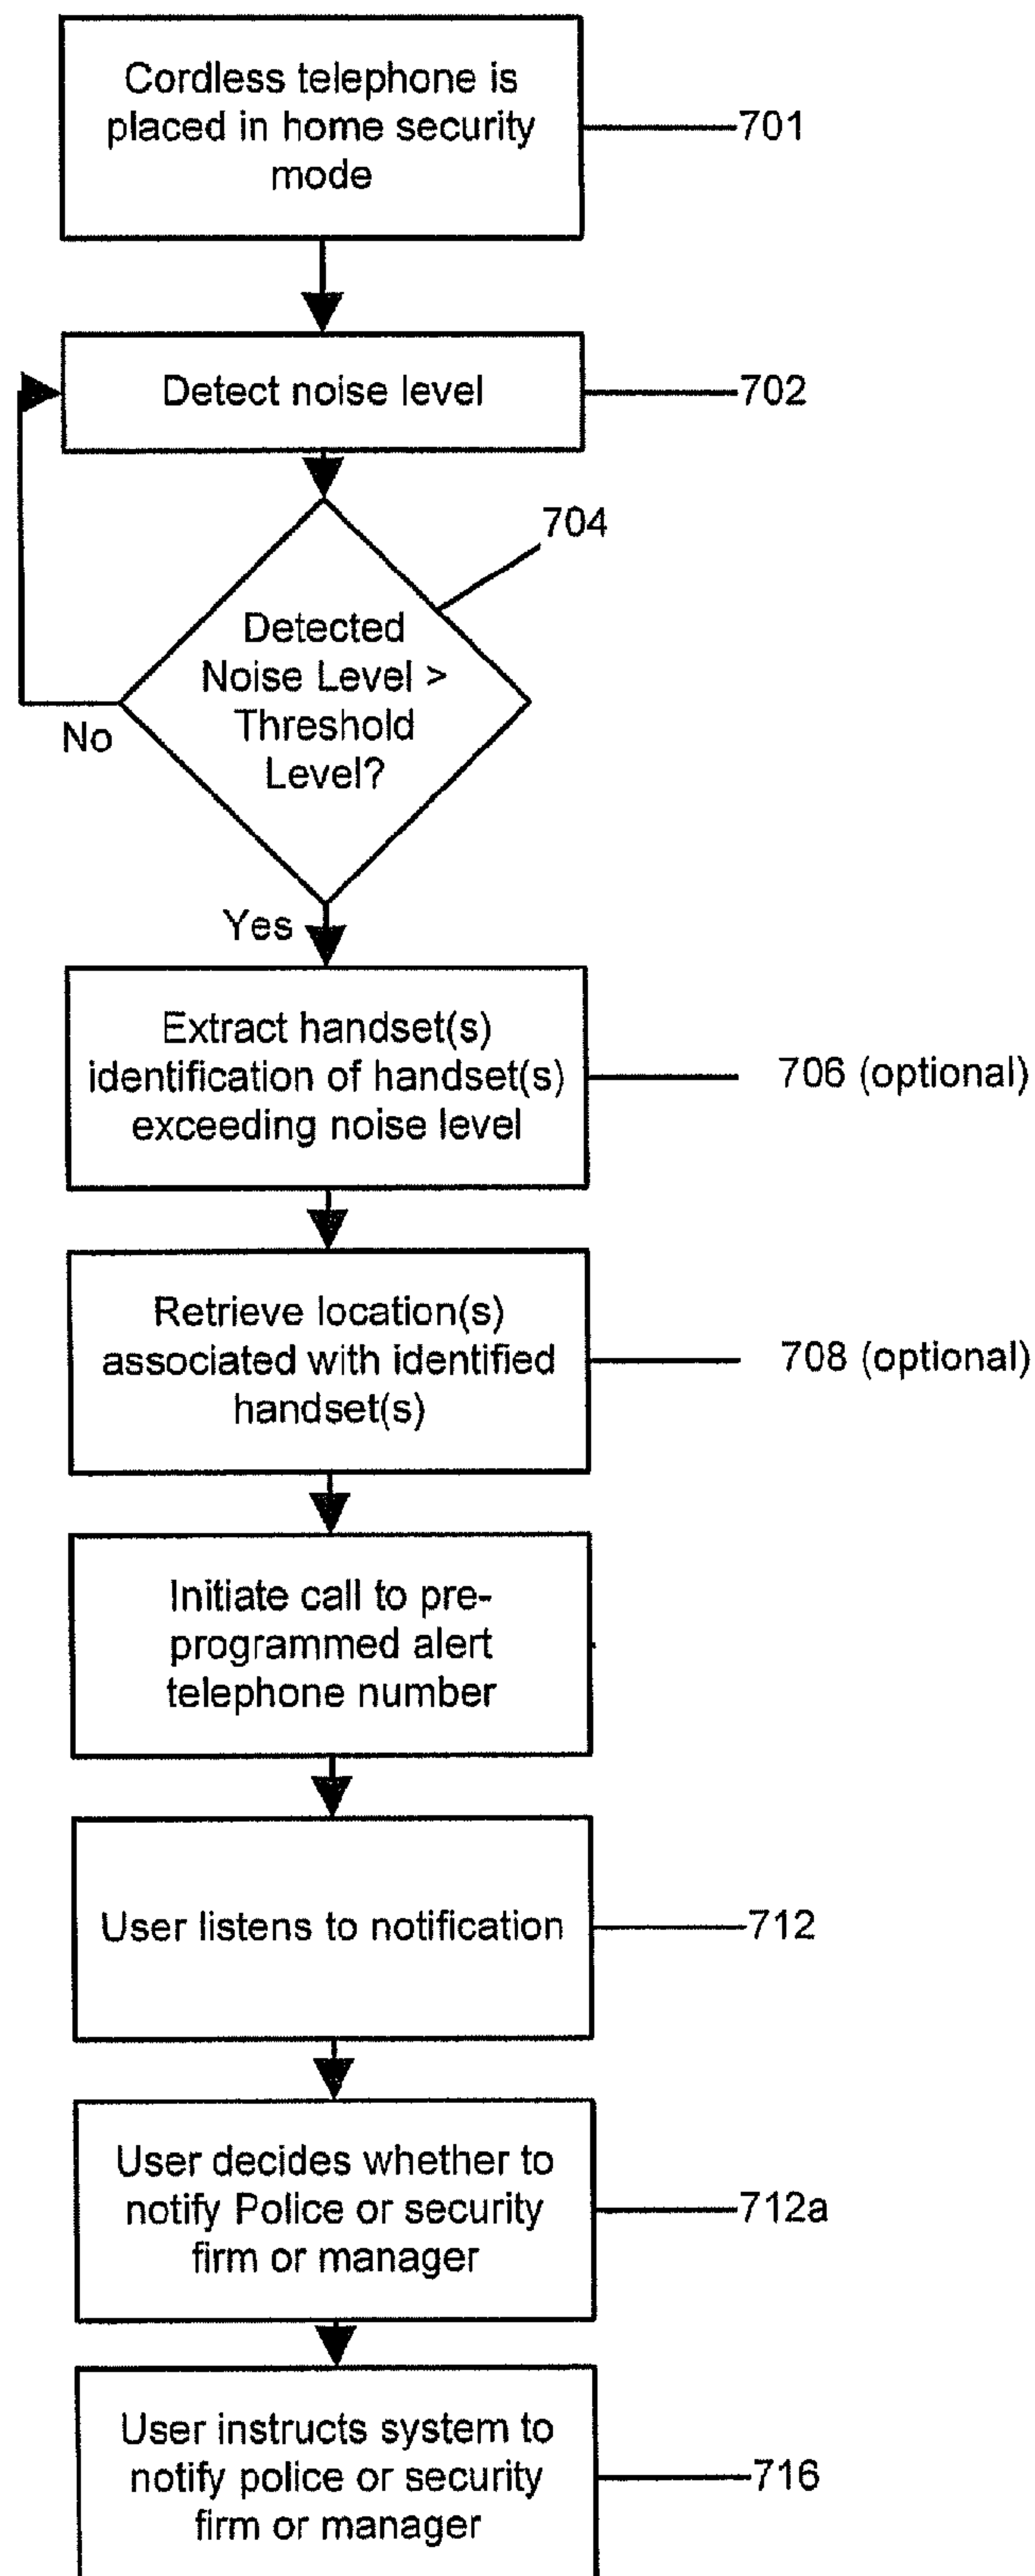 Cordless telephone is
placed in home security
mode
701
Detect noise level
702
704
Detected
Noise Level >
Threshold
Level?
No
Yes
Extract handset(s)
identification of handset(s)
exceeding noise level
706 (optional)
Retrieve location(s)
associated with identified
handset(s)
708 (optional)
Initiate call to pre-
programmed alert
telephone number
User listens to notification
712
User decides whether to
notify Police or security
firm or manager
712a
User instructs system to
notify police or security
firm or manager
716